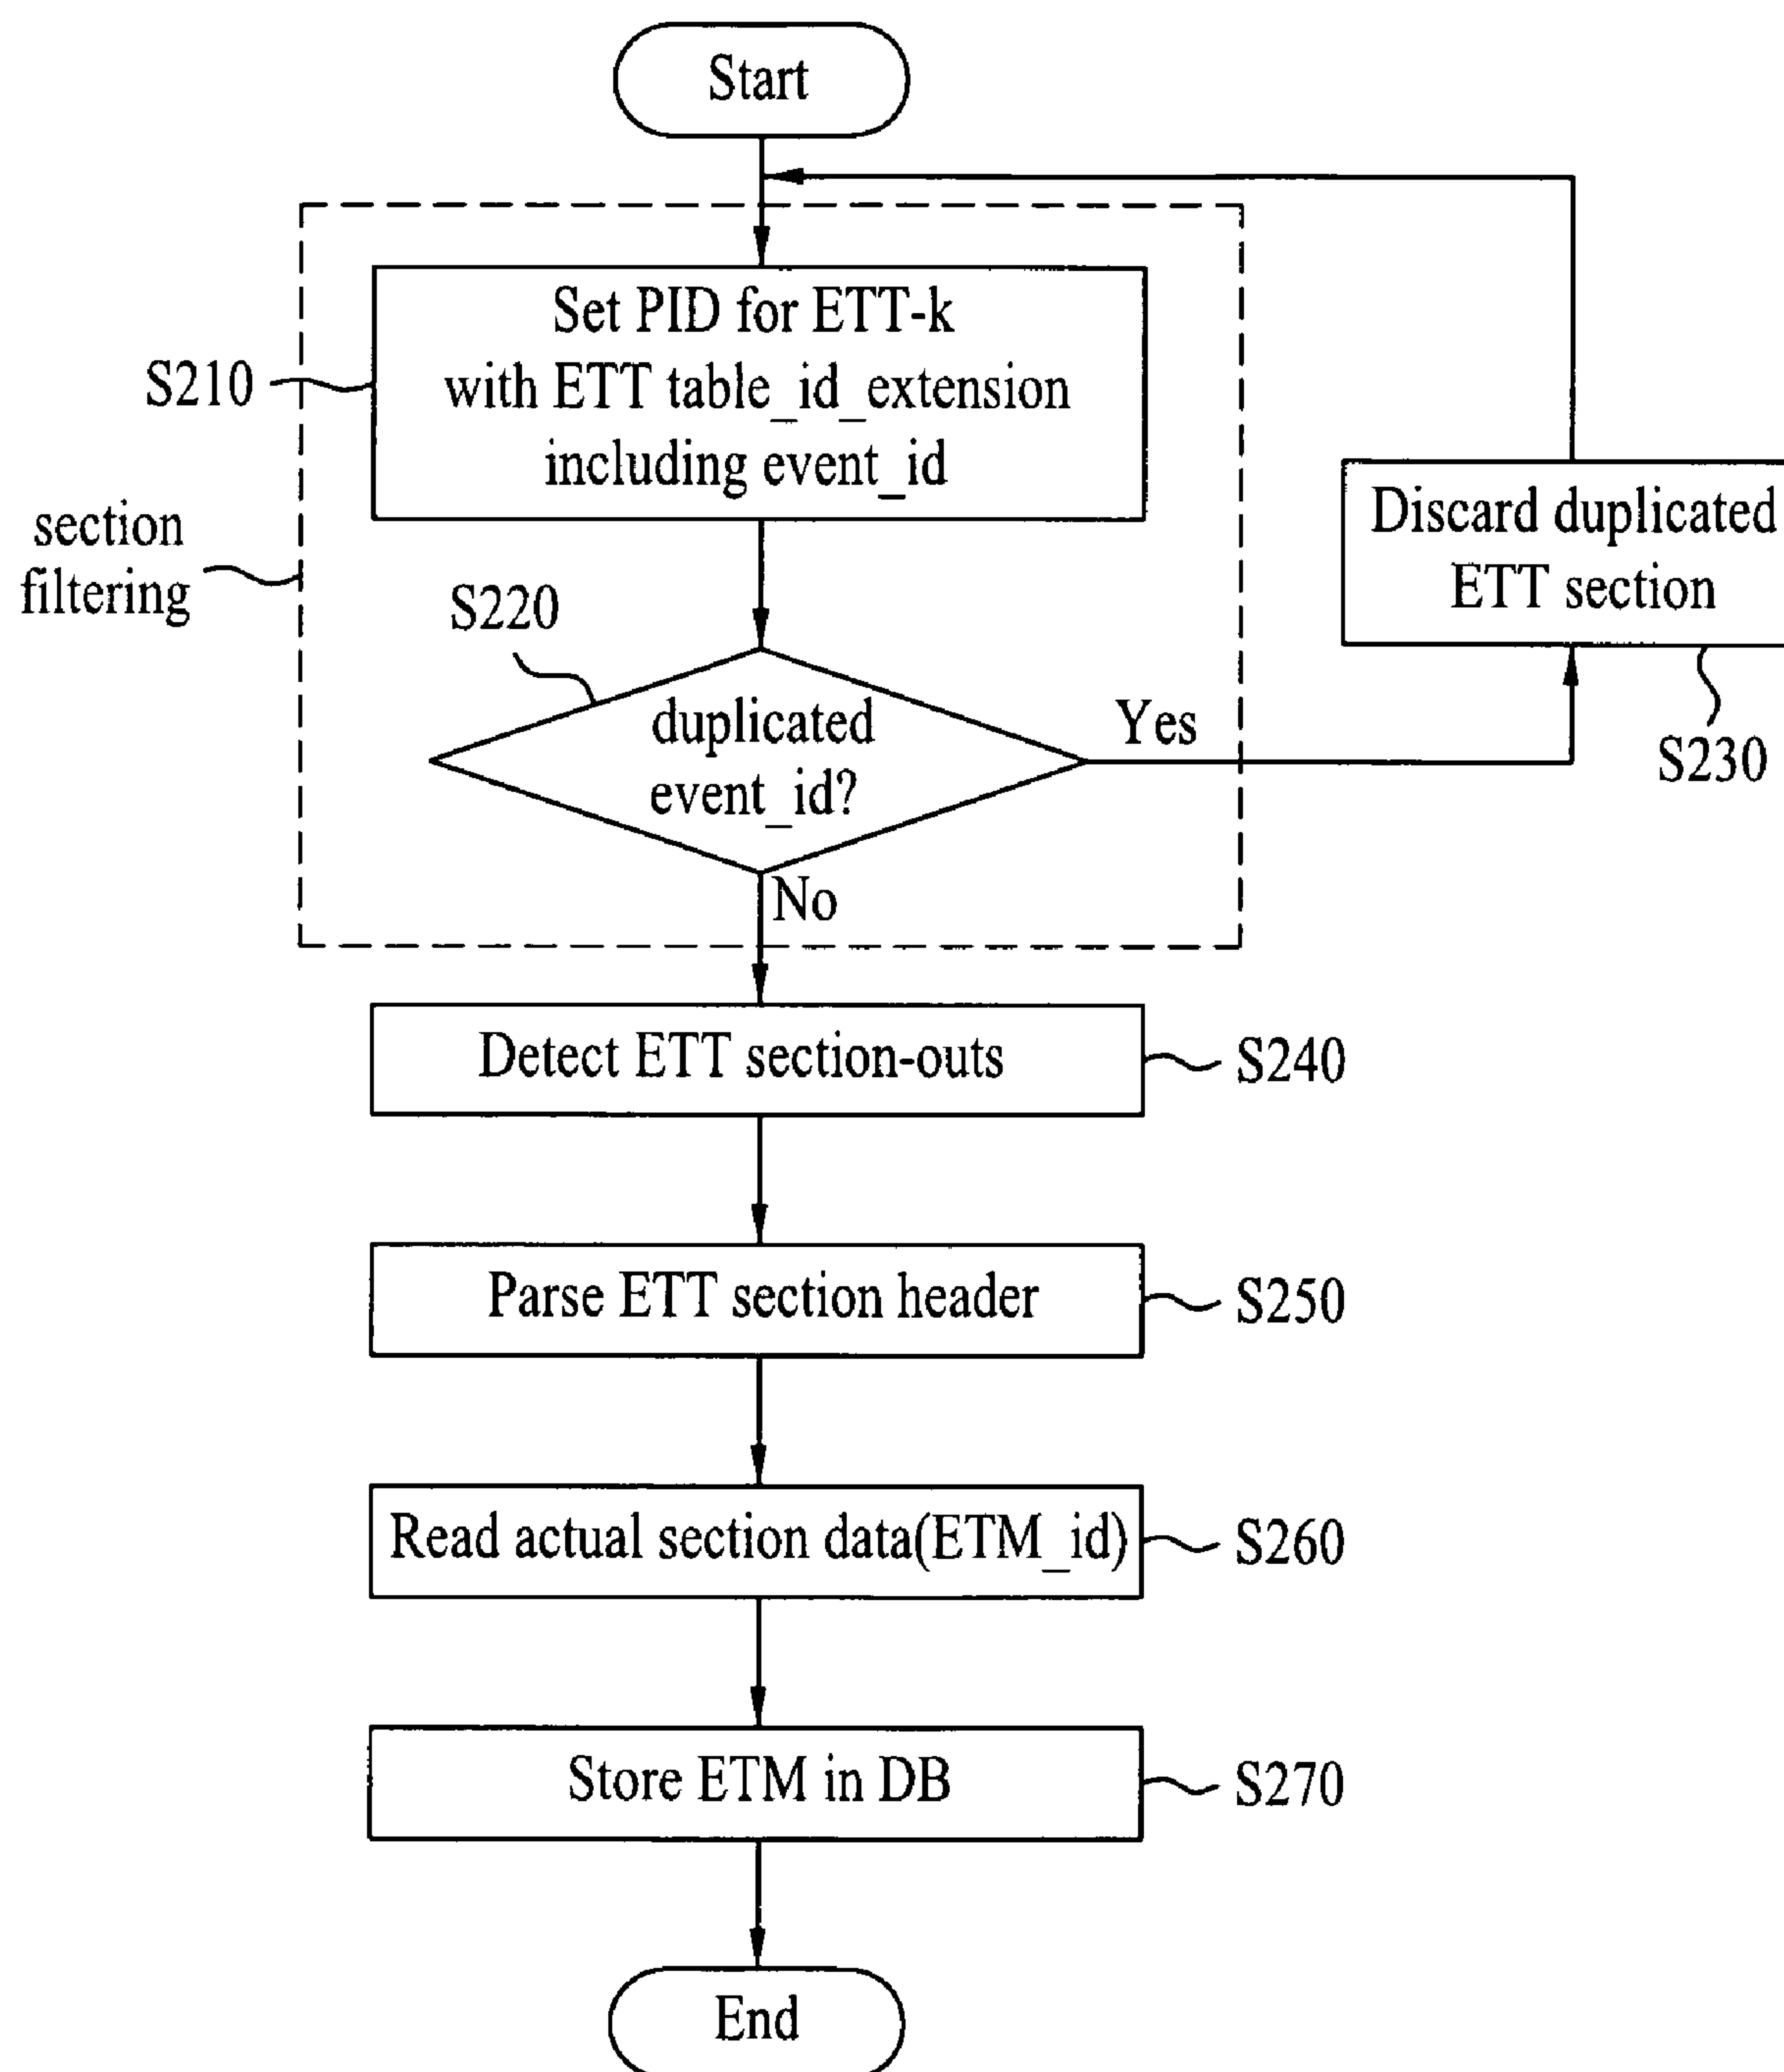 Start
Set PID for ETT-k
with ETT table_id_extension
including event_id
S210
section
filtering
Discard duplicated
ETT section
S230
S220
duplicated
event_id?
Yes
No
Detect ETT section-outs
S240
Parse ETT section header
S250
Read actual section data(ETM_id)
S260
Store ETM in DB
S270
End